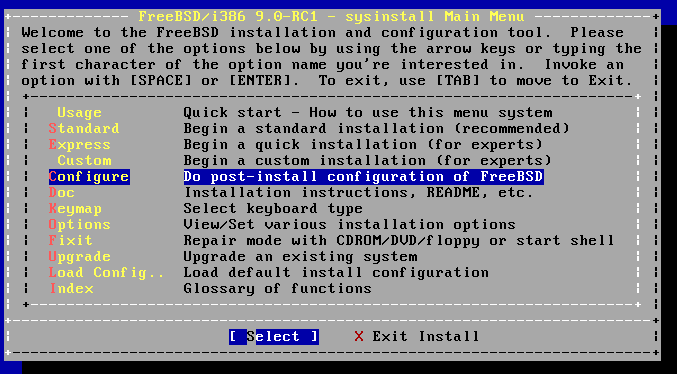 FreeBSD/i386 9.0-RC1 - sysinstall Main Menu
Welcome to the FreeBSD installation and configuration tool.  Please
select one of the options below by using the arrow keys or typing the
first character of the option name you're interested in.  Invoke an
option with [SPACE] or [ENTER].  To exit, use [TAB] to move to Exit.
Usage Quick start - How to use this menu system
Standard Begin a standard installation (recommended)
Express Begin a quick installation (for experts)
Custom Begin a custom installation (for experts)
Configure Do post-install configuration of FreeBSD
Doc Installation instructions, README, etc.
Keymap Select keyboard type
Options View/Set various installation options
Fixit Repair mode with CDROM/DVD/floppy or start shell
Upgrade Upgrade an existing system
Load Config.. Load default install configuration
Index Glossary of functions
[ Select ] X Exit Install